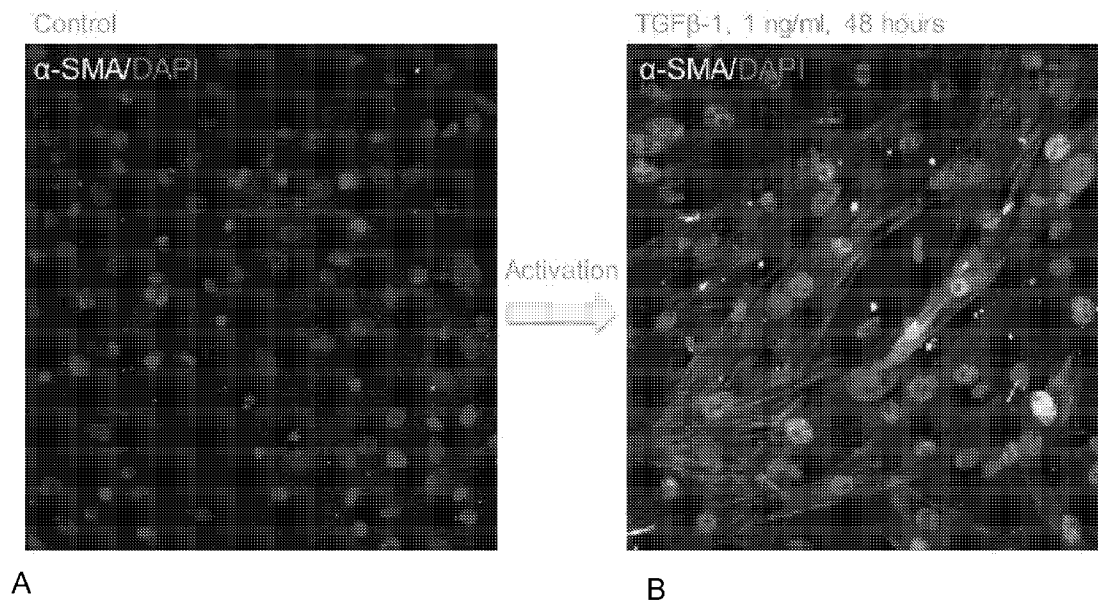 Control
TGFβ-1, 1 ng/ml, 48 hours
α-SMA/DAPI
α-SMA/DAPI
Activation
A
B